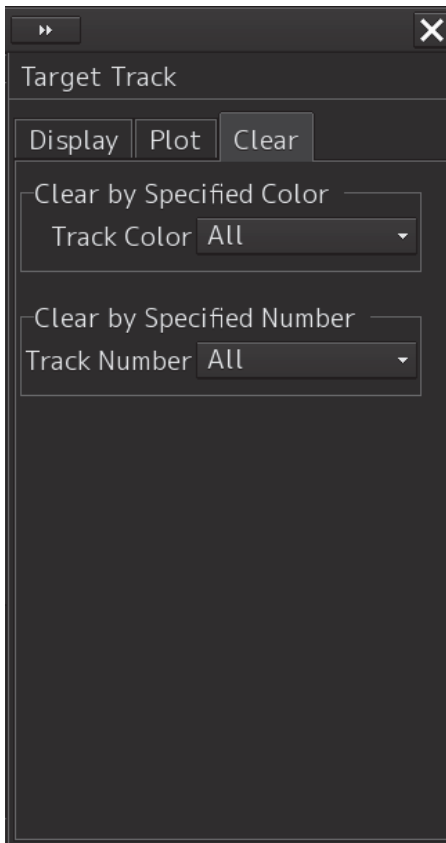 Target Track
Display Plot Clear
Clear by Specified Color
Track Color All
Clear by Specified Number
Track Number All